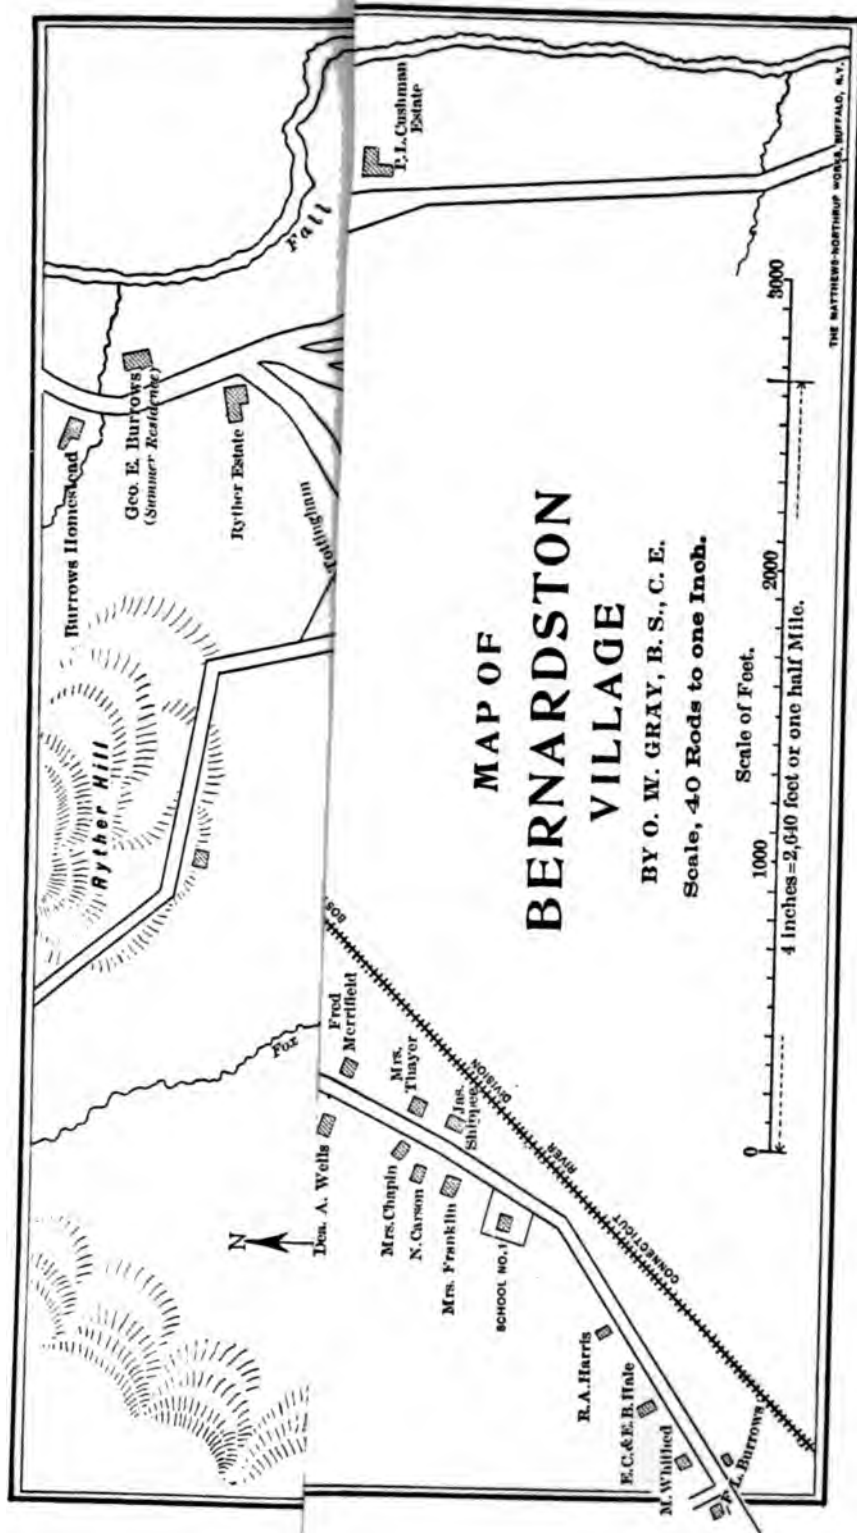 MAP OF
BERNARDSTON
VILLAGE
BY O. W. GRAY, B. S., C. E.
Scale, 40 Rods to one Inch.
Scale of Feet.
0 1000 2000 3000
4 inches=2,640 feet or one half Mile.
THE MATTHEWS-NORTHRUP WORKS, BUFFALO, N.Y.
N
Ryther Hill
Burrows Homestead
Geo. E. Burrows
(Summer Residence)
Ryther Estate
Fall
P. L. Cushman
Estate
Fox
Dea. A. Wells
Fred
Merrifield
Mrs. Chapin
N. Carson
Mrs. Franklin
Mrs.
Thayer
Jas.
Shippee
SCHOOL NO. 1
R. A. Harris
E. C. & E. B. Hale
M. Whithed
L. Burrows
CONNECTICUT RIVER DIVISION BOS